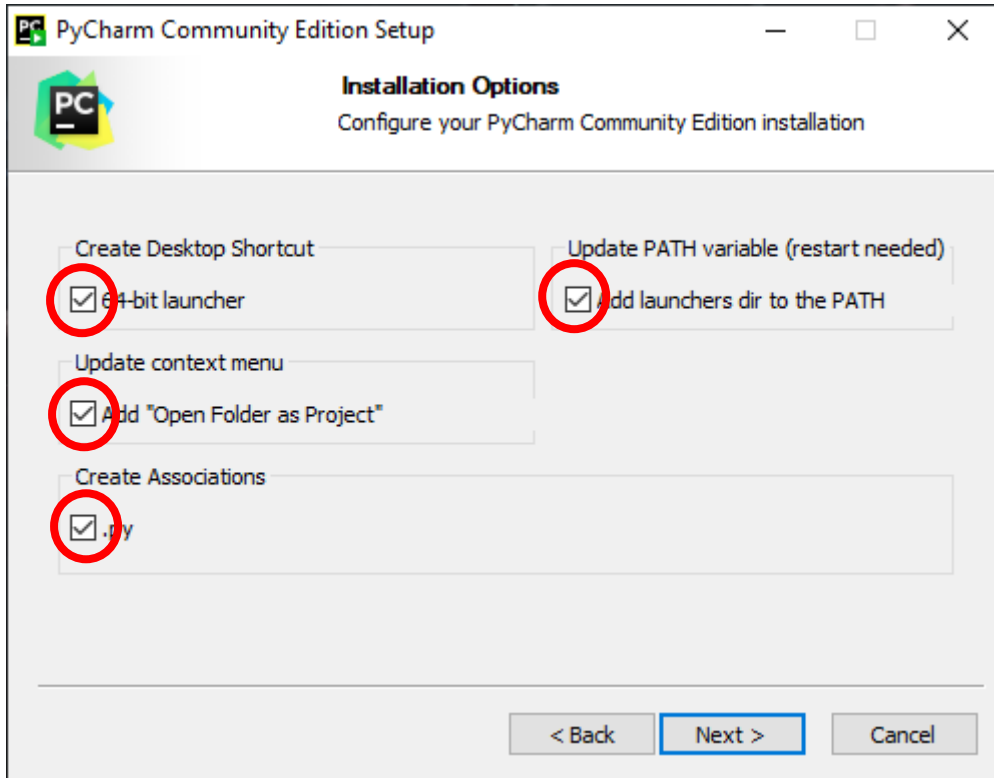 PyCharm Community Edition Setup
Installation Options
Configure your PyCharm Community Edition installation
Create Desktop Shortcut
64-bit launcher
Update PATH variable (restart needed)
Add launchers dir to the PATH
Update context menu
Add "Open Folder as Project"
Create Associations
.py
< Back
Next >
Cancel
PC